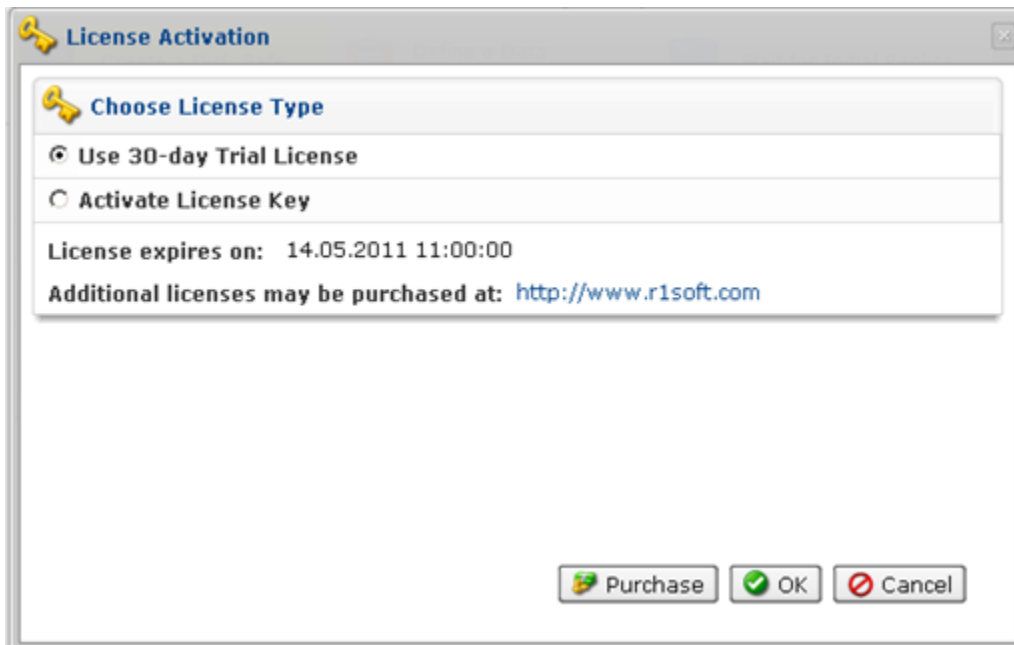 License Activation
Choose License Type
Use 30-day Trial License
Activate License Key
License expires on: 14.05.2011 11:00:00
Additional licenses may be purchased at: http://www.r1soft.com
Purchase OK Cancel